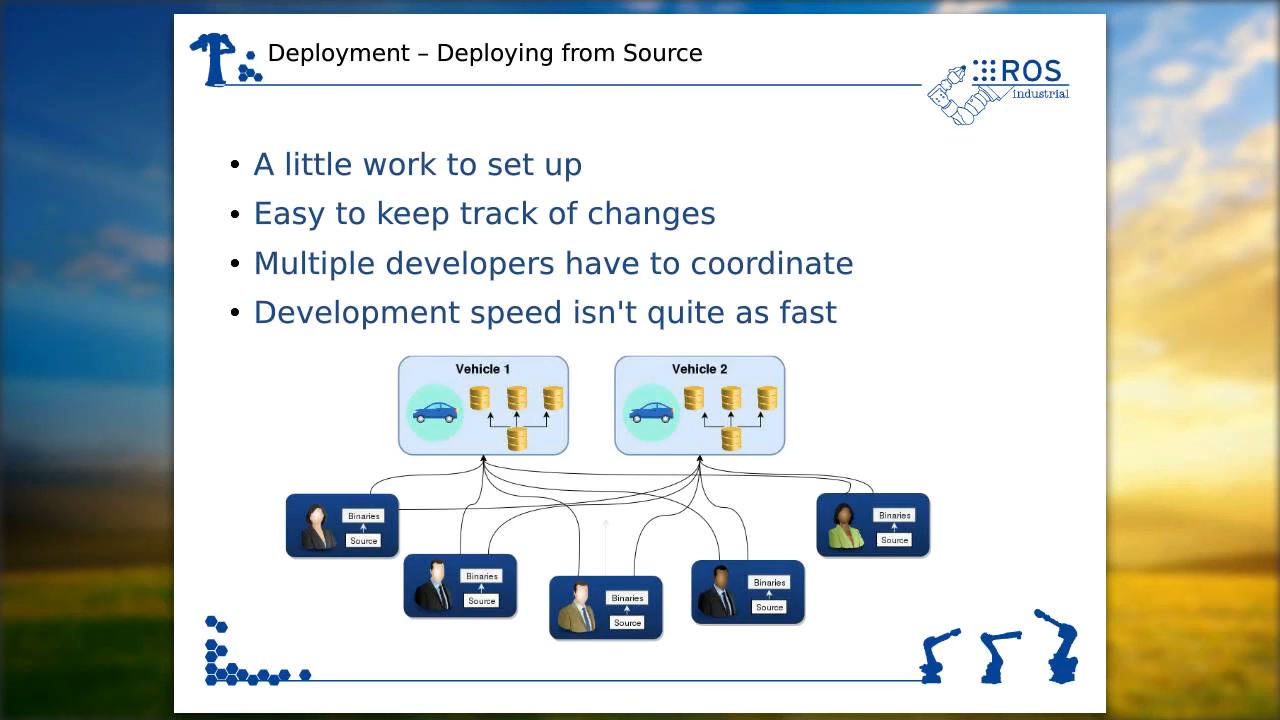 Deployment – Deploying from Source
ROS
industrial
• A little work to set up
• Easy to keep track of changes
• Multiple developers have to coordinate
• Development speed isn't quite as fast
Vehicle 1
Vehicle 2
Binaries
Source
Binaries
Source
Binaries
Source
Binaries
Source
Binaries
Source